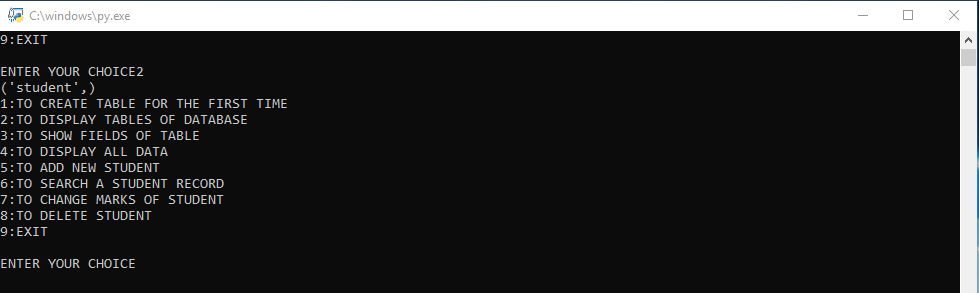 C:\windows\py.exe
9:EXIT
ENTER YOUR CHOICE2
('student',)
1:TO CREATE TABLE FOR THE FIRST TIME
2:TO DISPLAY TABLES OF DATABASE
3:TO SHOW FIELDS OF TABLE
4:TO DISPLAY ALL DATA
5:TO ADD NEW STUDENT
6:TO SEARCH A STUDENT RECORD
7:TO CHANGE MARKS OF STUDENT
8:TO DELETE STUDENT
9:EXIT
ENTER YOUR CHOICE